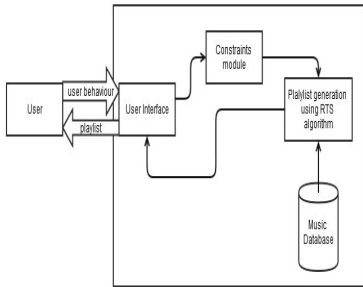 Constraints
module
user behaviour
User
User Interface
playlist
Playlist generation
using RTS
algorithm
Music
Database